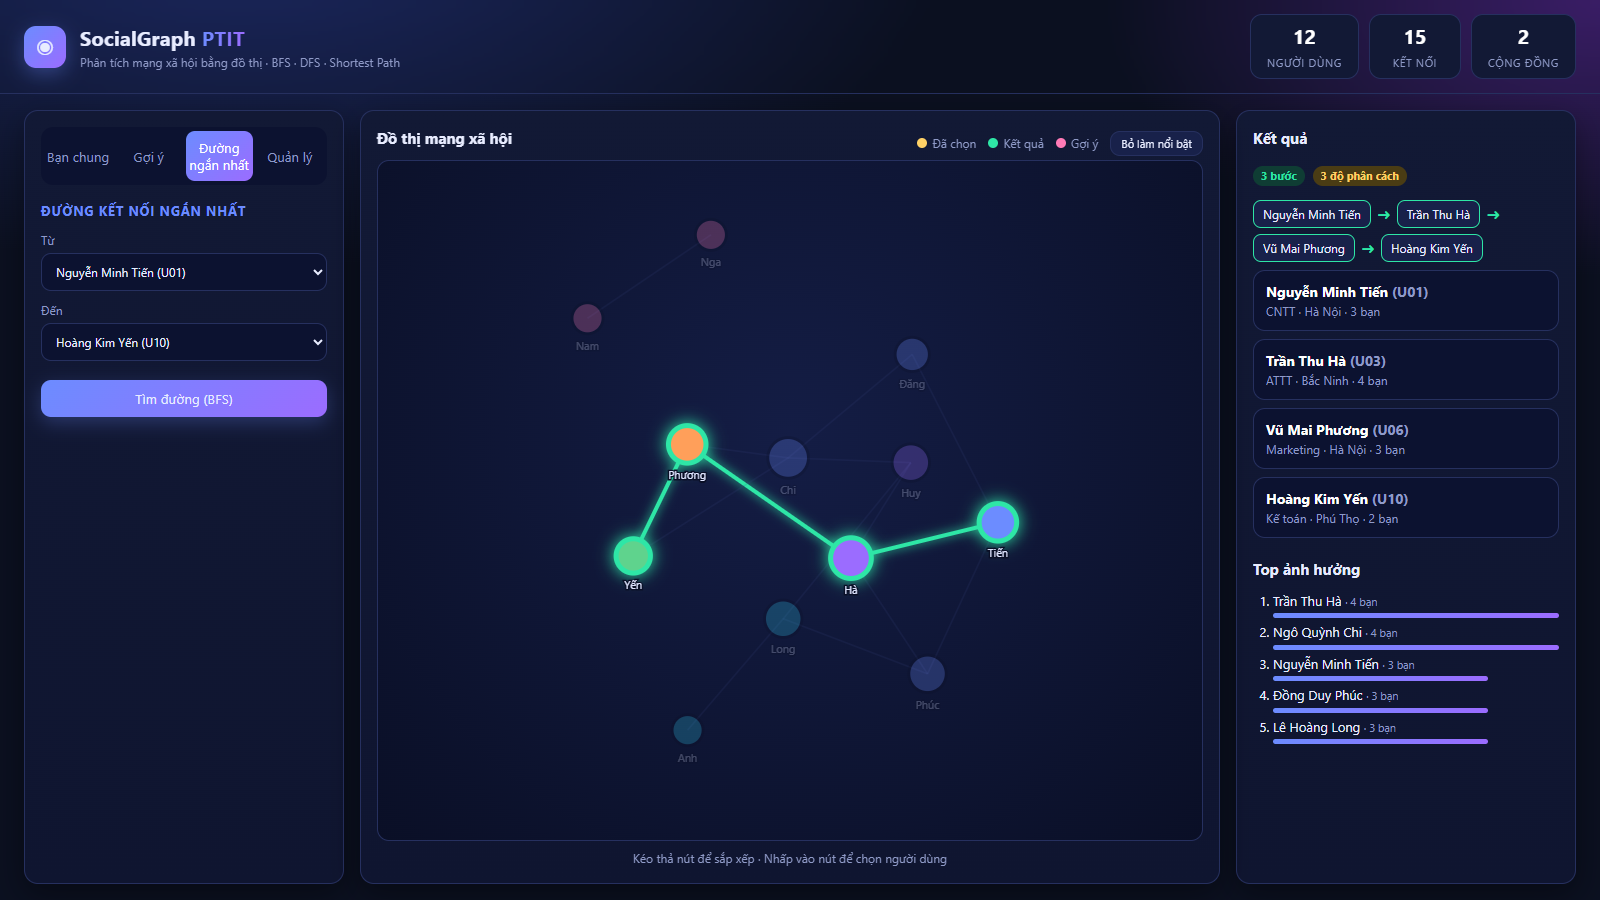 SocialGraph PTIT
Phân tích mạng xã hội bằng đồ thị · BFS · DFS · Shortest Path
12
NGƯỜI DÙNG
15
KẾT NỐI
2
CỘNG ĐỒNG
Bạn chung
Gợi ý
Đường
ngắn nhất
Quản lý
ĐƯỜNG KẾT NỐI NGẮN NHẤT
Từ
Nguyễn Minh Tiến (U01)
Đến
Hoàng Kim Yến (U10)
Tìm đường (BFS)
Đồ thị mạng xã hội
Đã chọn
Kết quả
Gợi ý
Bỏ làm nổi bật
Nga
Nam
Đăng
Phương
Chi
Huy
Tiến
Yến
Hà
Long
Phúc
Anh
Kéo thả nút để sắp xếp · Nhấp vào nút để chọn người dùng
Kết quả
3 bước
3 độ phân cách
Nguyễn Minh Tiến → Trần Thu Hà →
Vũ Mai Phương → Hoàng Kim Yến
Nguyễn Minh Tiến (U01)
CNTT · Hà Nội · 3 bạn
Trần Thu Hà (U03)
ATTT · Bắc Ninh · 4 bạn
Vũ Mai Phương (U06)
Marketing · Hà Nội · 3 bạn
Hoàng Kim Yến (U10)
Kế toán · Phú Thọ · 2 bạn
Top ảnh hưởng
1. Trần Thu Hà · 4 bạn
2. Ngô Quỳnh Chi · 4 bạn
3. Nguyễn Minh Tiến · 3 bạn
4. Đồng Duy Phúc · 3 bạn
5. Lê Hoàng Long · 3 bạn